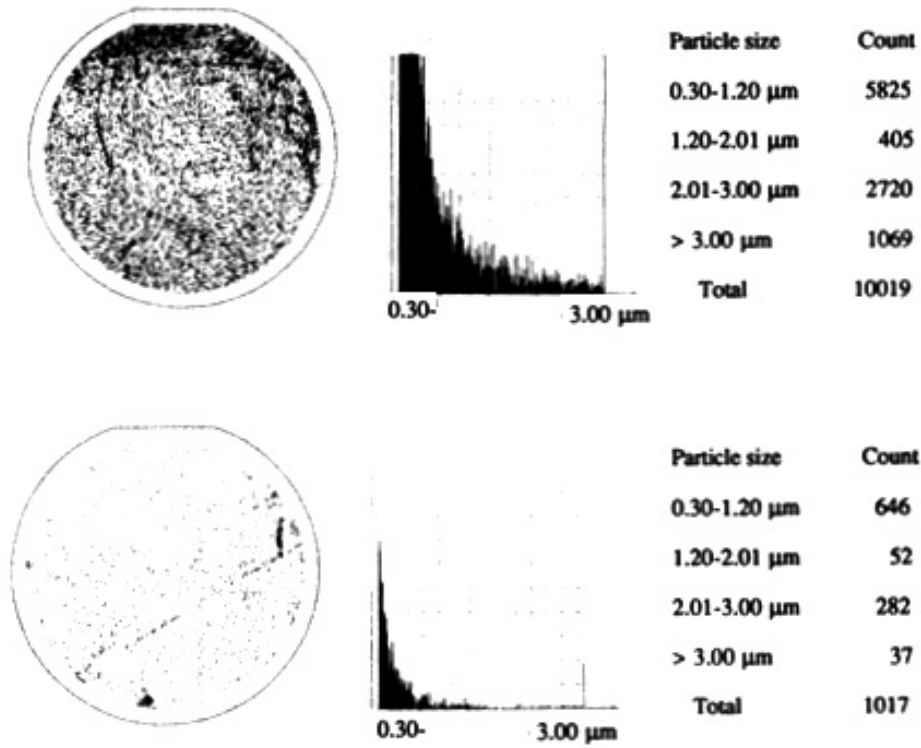 Particle size Count
0.30-1.20 µm 5825
1.20-2.01 µm 405
2.01-3.00 µm 2720
> 3.00 µm 1069
Total 10019
0.30- 3.00 µm
Particle size Count
0.30-1.20 µm 646
1.20-2.01 µm 52
2.01-3.00 µm 282
> 3.00 µm 37
Total 1017
0.30- 3.00 µm